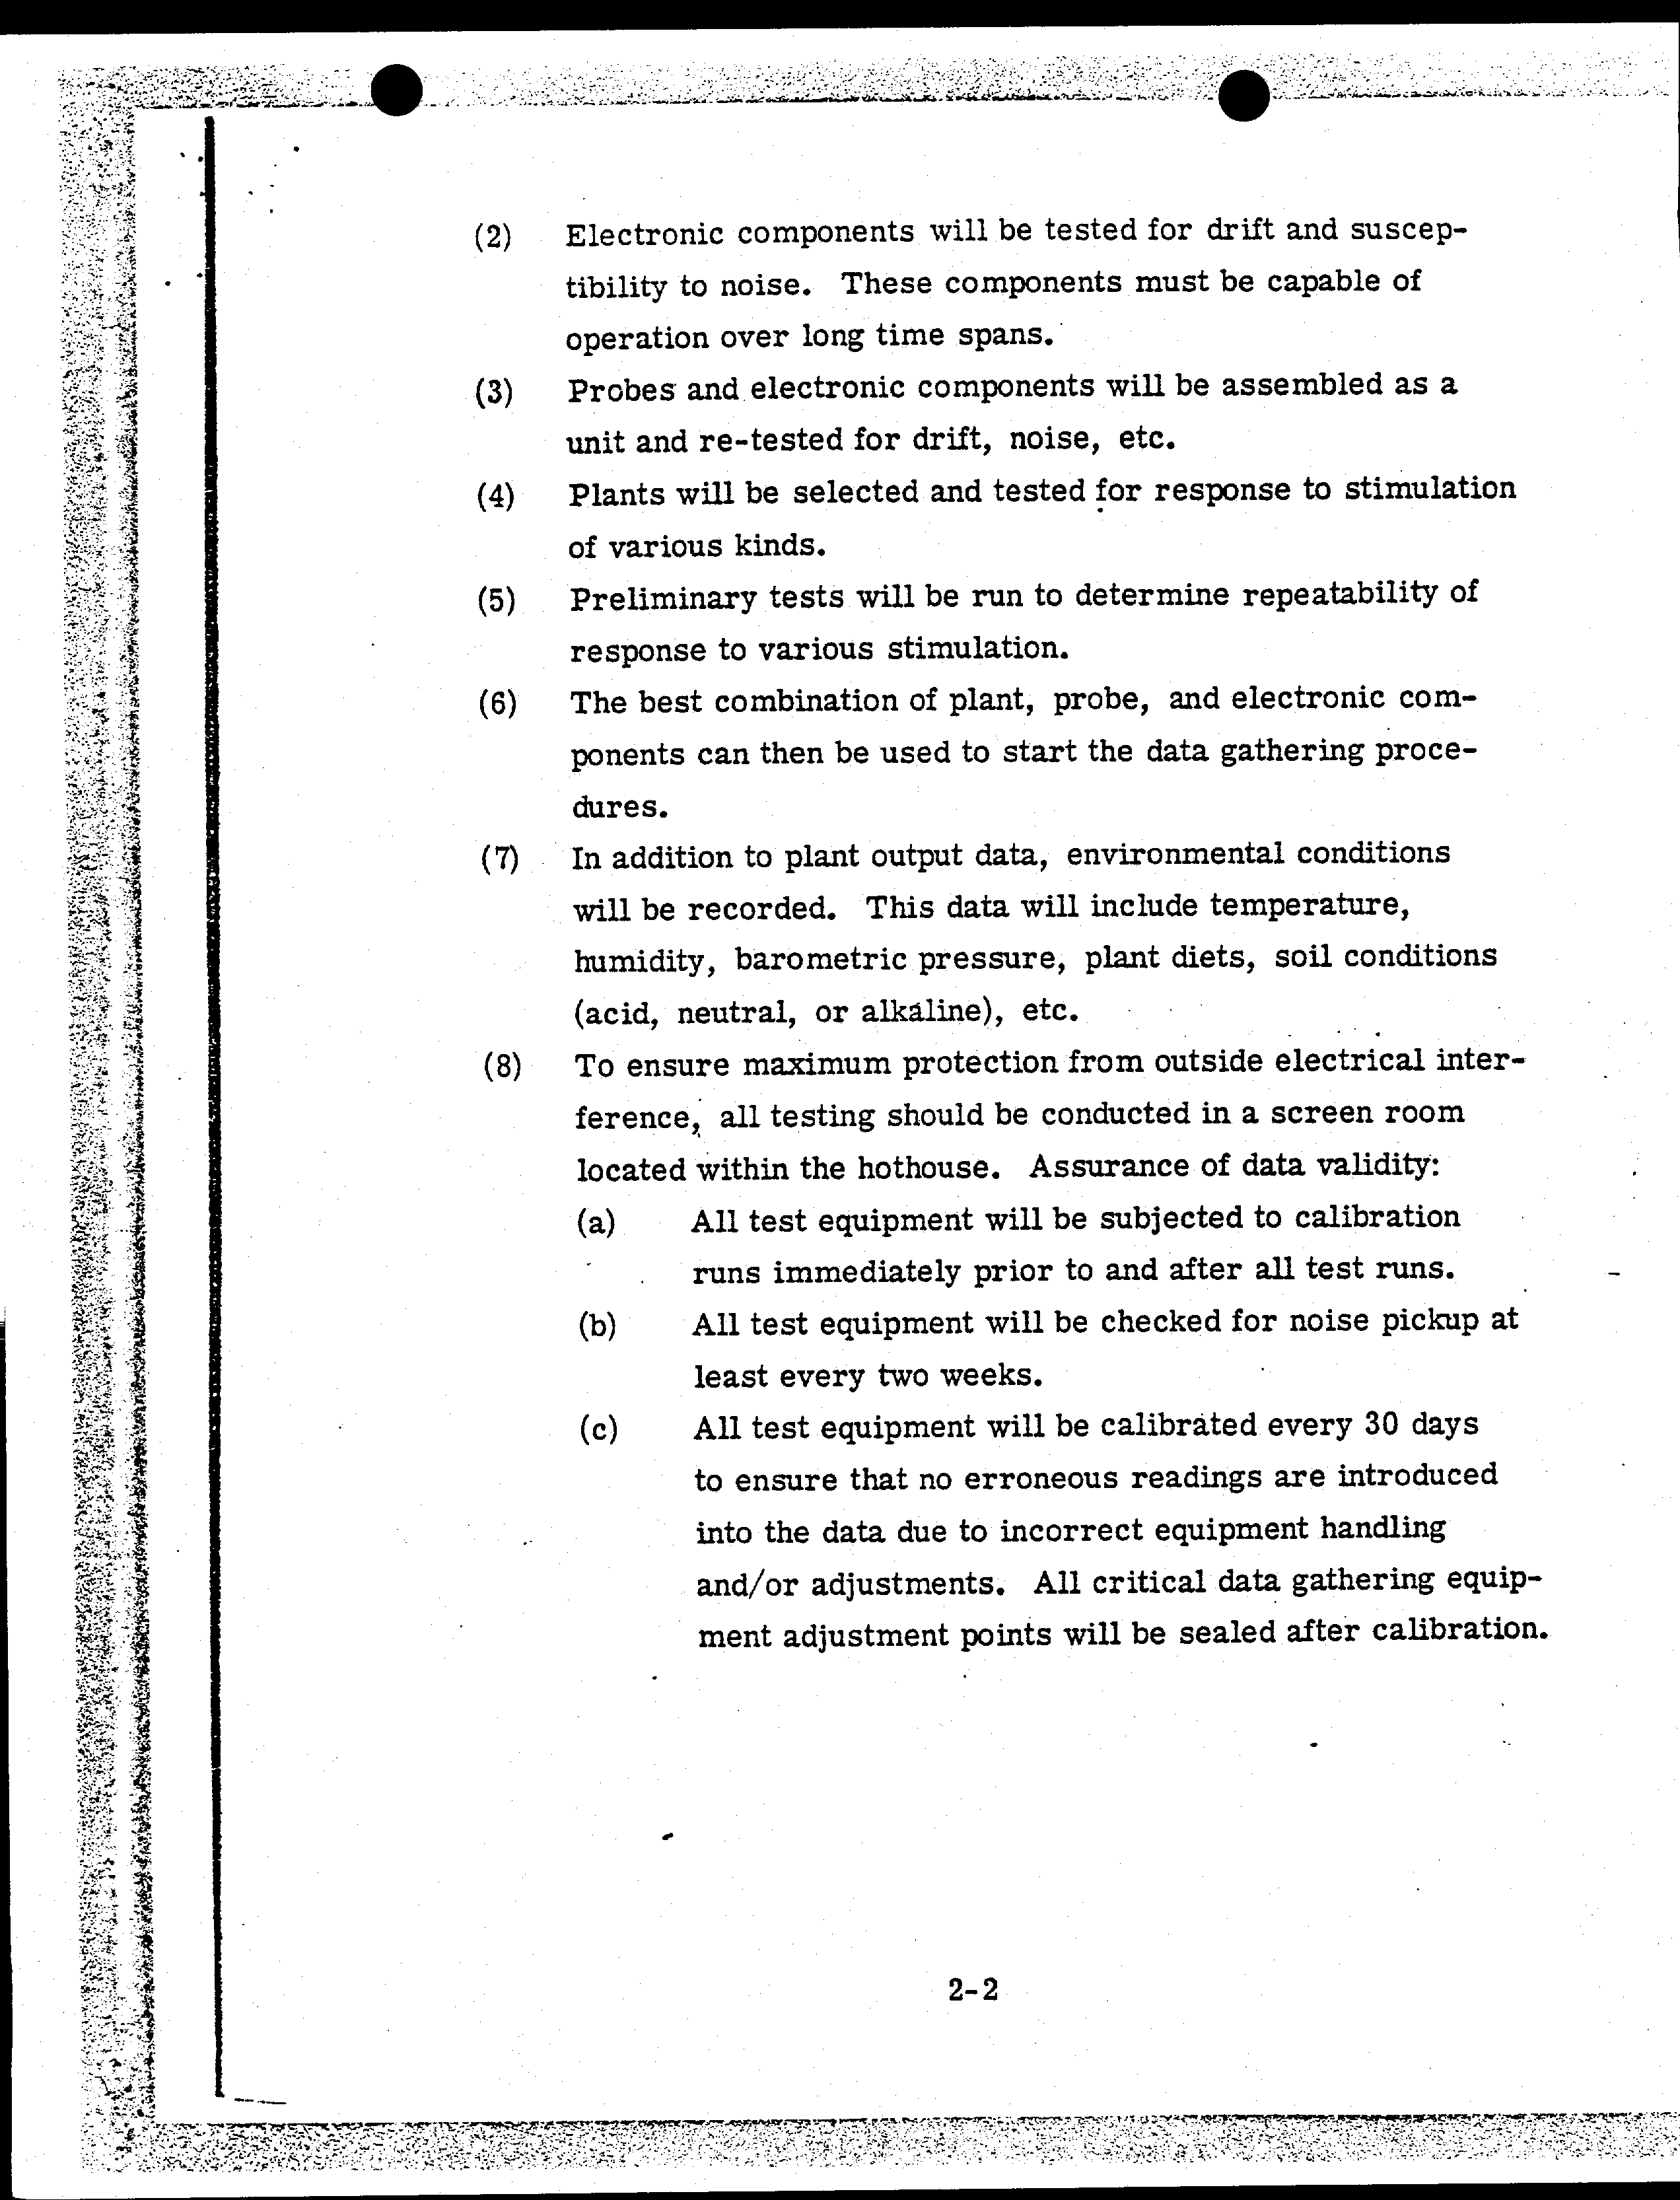 (2) Electronic components will be tested for drift and suscep-
tibility to noise. These components must be capable of
operation over long time spans.
(3) Probes and electronic components will be assembled as a
unit and re-tested for drift, noise, etc.
(4) Plants will be selected and tested for response to stimulation
of various kinds.
(5) Preliminary tests will be run to determine repeatability of
response to various stimulation.
(6) The best combination of plant, probe, and electronic com-
ponents can then be used to start the data gathering proce-
dures.
(7) In addition to plant output data, environmental conditions
will be recorded. This data will include temperature,
humidity, barometric pressure, plant diets, soil conditions
(acid, neutral, or alkaline), etc.
(8) To ensure maximum protection from outside electrical inter-
ference, all testing should be conducted in a screen room
located within the hothouse. Assurance of data validity:
(a) All test equipment will be subjected to calibration
runs immediately prior to and after all test runs.
(b) All test equipment will be checked for noise pickup at
least every two weeks.
(c) All test equipment will be calibrated every 30 days
to ensure that no erroneous readings are introduced
into the data due to incorrect equipment handling
and/or adjustments. All critical data gathering equip-
ment adjustment points will be sealed after calibration.
2-2